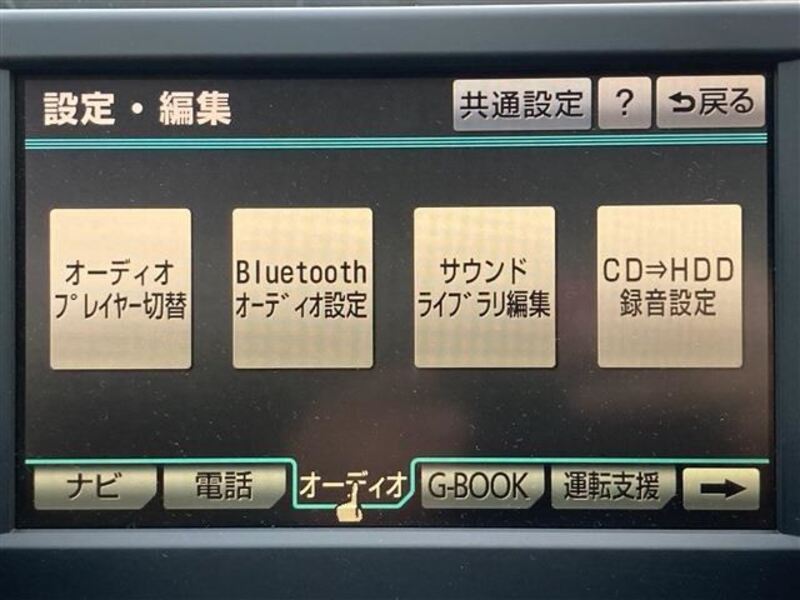 設定・編集
共通設定
?
戻る
オーディオ
プレイヤー切替
Bluetooth
オーディオ設定
サウンド
ライブラリ編集
CD⇒HDD
録音設定
ナビ
電話
オーディオ
G-BOOK
運転支援